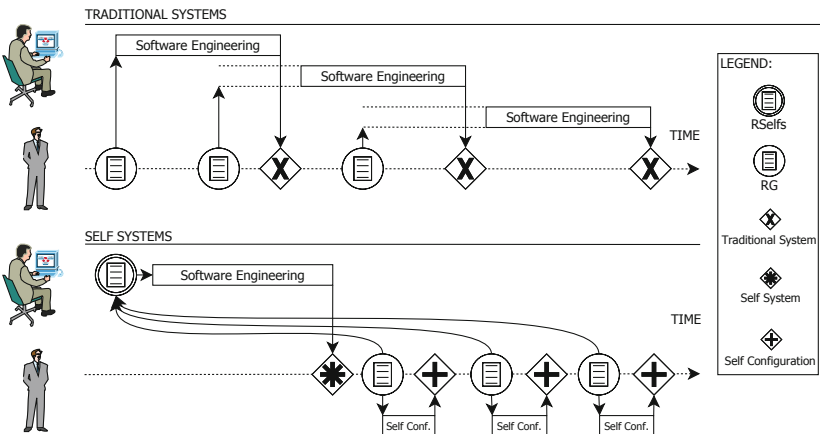 TRADITIONAL SYSTEMS
Software Engineering
Software Engineering
Software Engineering
TIME
SELF SYSTEMS
Software Engineering
TIME
Self Conf.
Self Conf.
Self Conf.
LEGEND:
RSelfs
RG
Traditional System
Self System
Self Configuration